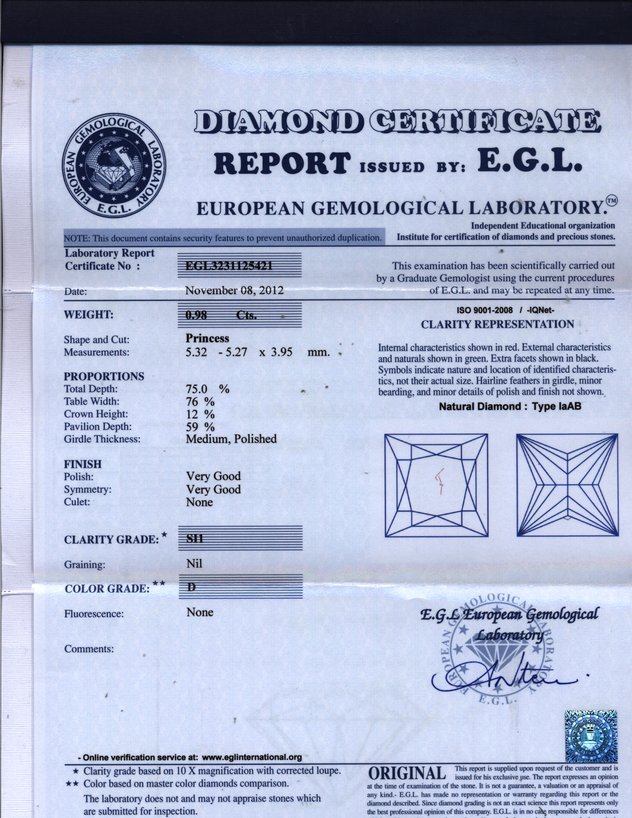 EUROPEAN GEMOLOGICAL LABORATORY
E.G.L.
DIAMOND CERTIFICATE
REPORT ISSUED BY: E.G.L.
EUROPEAN GEMOLOGICAL LABORATORY.™
Independent Educational organization
NOTE: This document contains security features to prevent unauthorized duplication.
Institute for certification of diamonds and precious stones.
Laboratory Report
Certificate No : EGL3231125421
This examination has been scientifically carried out
by a Graduate Gemologist using the current procedures
of E.G.L. and may be repeated at any time.
Date: November 08, 2012
WEIGHT: 0.98 Cts.
Shape and Cut: Princess
Measurements: 5.32 - 5.27 x 3.95 mm.
PROPORTIONS
Total Depth: 75.0 %
Table Width: 76 %
Crown Height: 12 %
Pavilion Depth: 59 %
Girdle Thickness: Medium, Polished
FINISH
Polish: Very Good
Symmetry: Very Good
Culet: None
CLARITY GRADE: * SI1
Graining: Nil
COLOR GRADE: ** D
Fluorescence: None
Comments:
ISO 9001-2008 / -IQNet-
CLARITY REPRESENTATION
Internal characteristics shown in red. External characteristics
and naturals shown in green. Extra facets shown in black.
Symbols indicate nature and location of identified characteris-
tics, not their actual size. Hairline feathers in girdle, minor
bearding, and minor details of polish and finish not shown.
Natural Diamond : Type IaAB
E.G.L European Gemological
Laboratory
EUROPEAN GEMOLOGICAL LABORATORY
E.G.L.
- Online verification service at: www.eglinternational.org
★ Clarity grade based on 10 X magnification with corrected loupe.
★★ Color based on master color diamonds comparison.
The laboratory does not and may not appraise stones which
are submitted for inspection.
ORIGINAL This paper report is supplied upon request of the customer and is
issued for his exclusive use. The report expresses an opinion
at the time of examination of the stone. It is not a guarantee, a valuation or an appraisal of
any kind.- E.G.L. has made no representation or warranty regarding this report or the
diamond described. Since diamond grading is not an exact science this report represents only
the best professional opinion of this company. E.G.L. is in no case responsible for differences